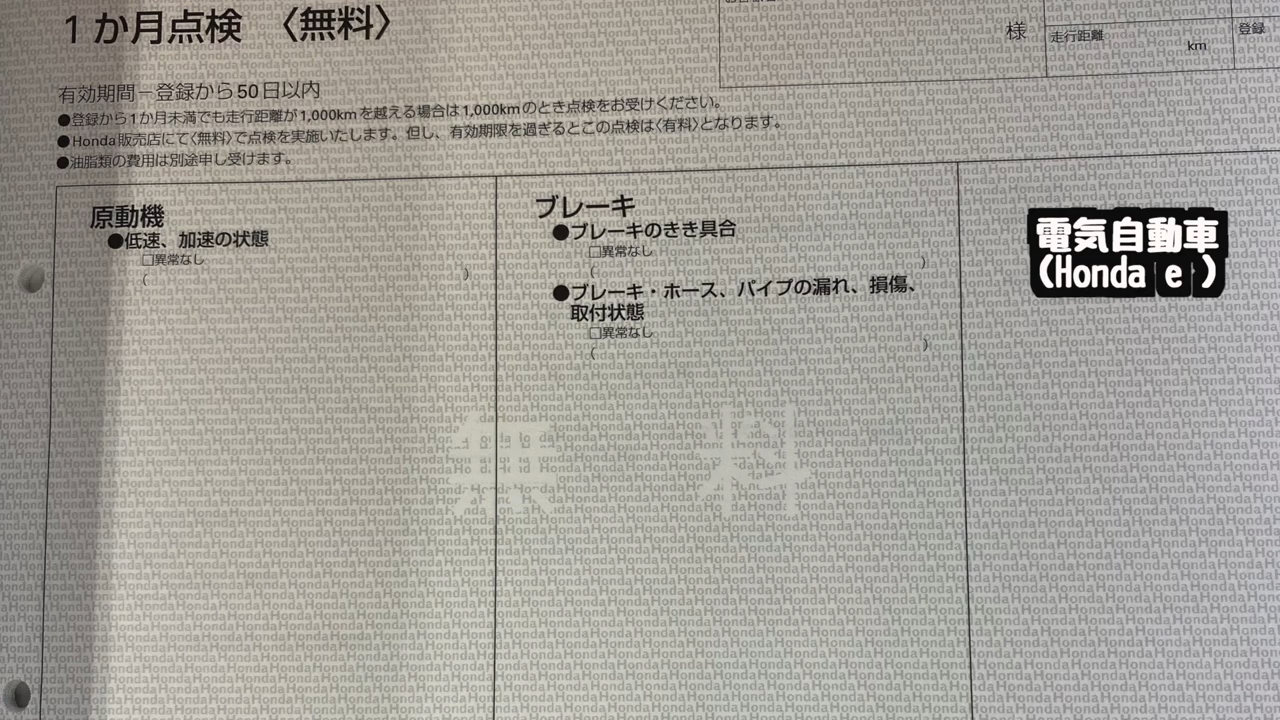 1か月点検 〈無料〉
様
走行距離
km
登録
有効期間－登録から50日以内
●登録から1か月未満でも走行距離が1,000kmを越える場合は1,000kmのとき点検をお受けください。
●Honda販売店にて〈無料〉で点検を実施いたします。但し、有効期限を過ぎるとこの点検は〈有料〉となります。
●油脂類の費用は別途申し受けます。
原動機
●低速、加速の状態
□異常なし
( )
ブレーキ
●ブレーキのきき具合
□異常なし
( )
●ブレーキ・ホース、パイプの漏れ、損傷、
取付状態
□異常なし
( )
電気自動車
(Honda e )
無 料